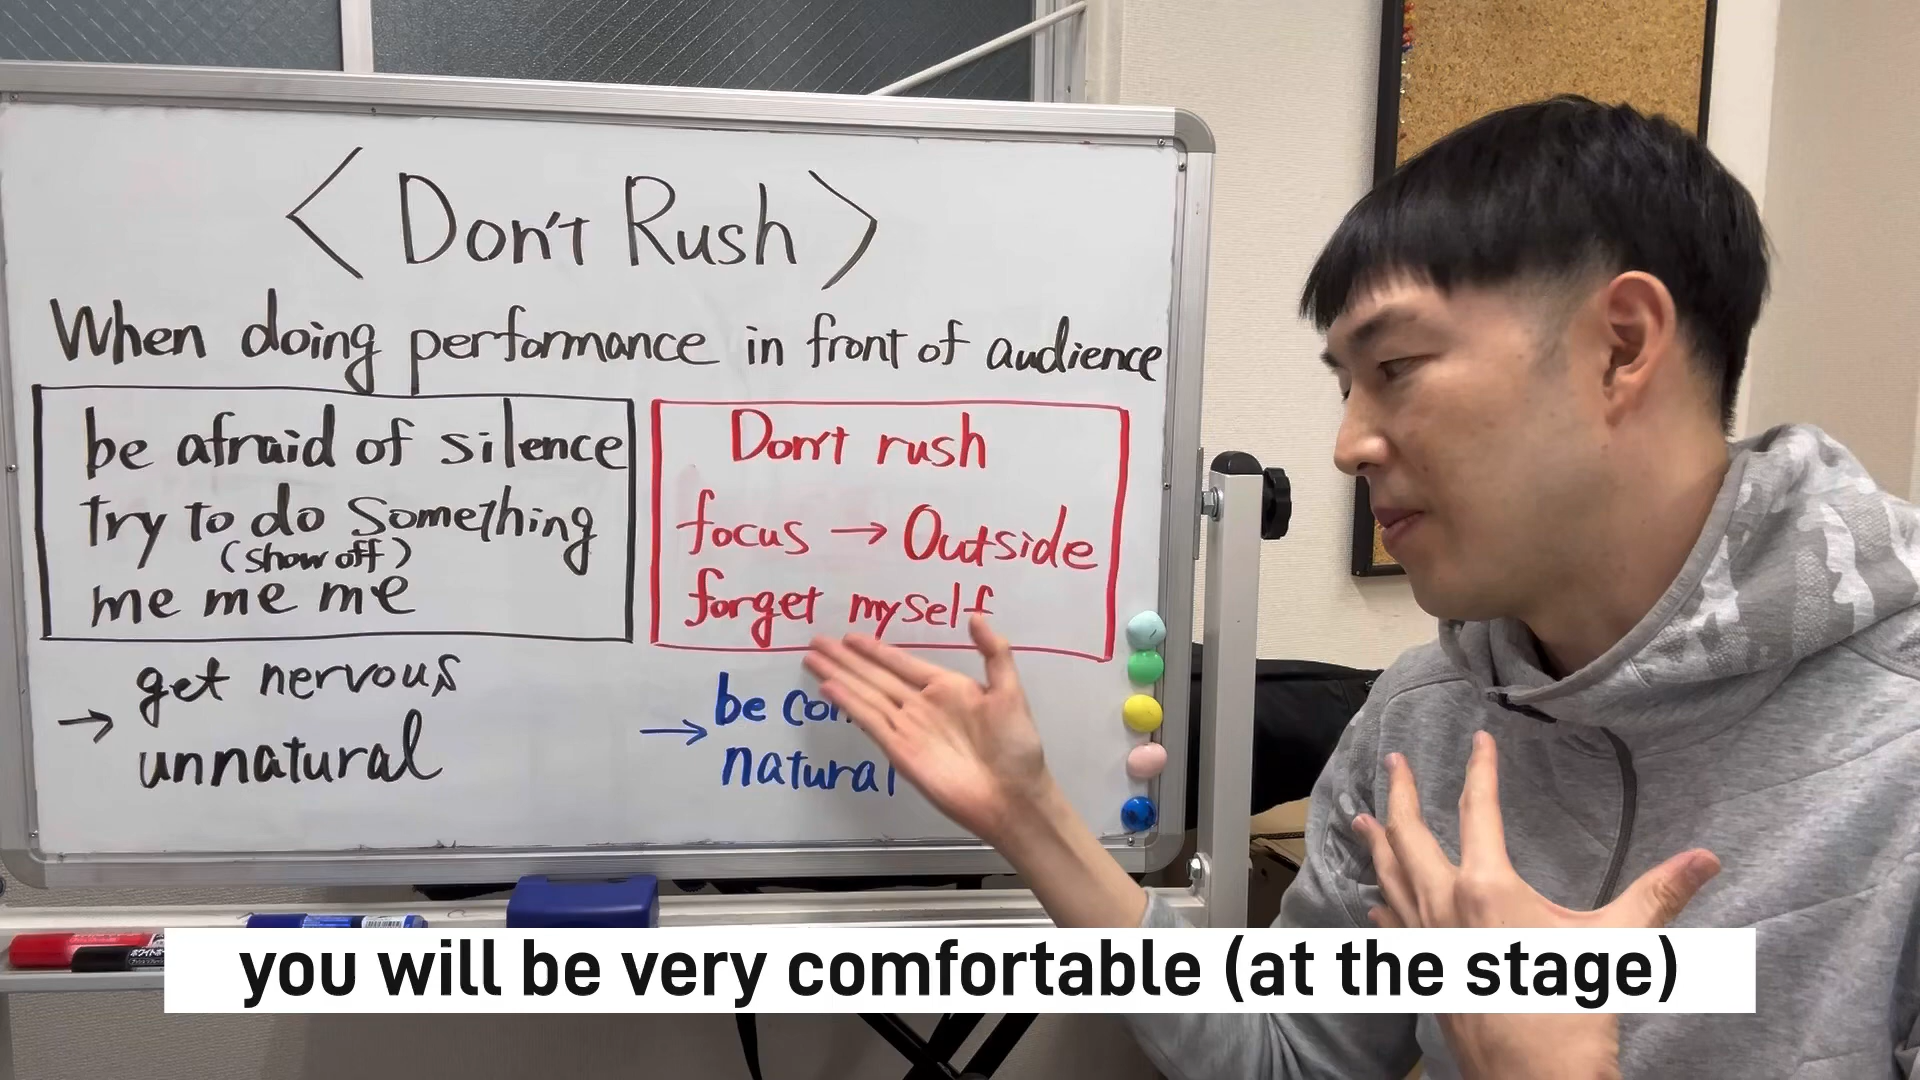 < Don't Rush >
When doing performance in front of audience
be afraid of silence
try to do something
(show off)
me me me
→ get nervous
unnatural
Don't rush
focus → Outside
forget myself
→ be
natural
you will be very comfortable (at the stage)